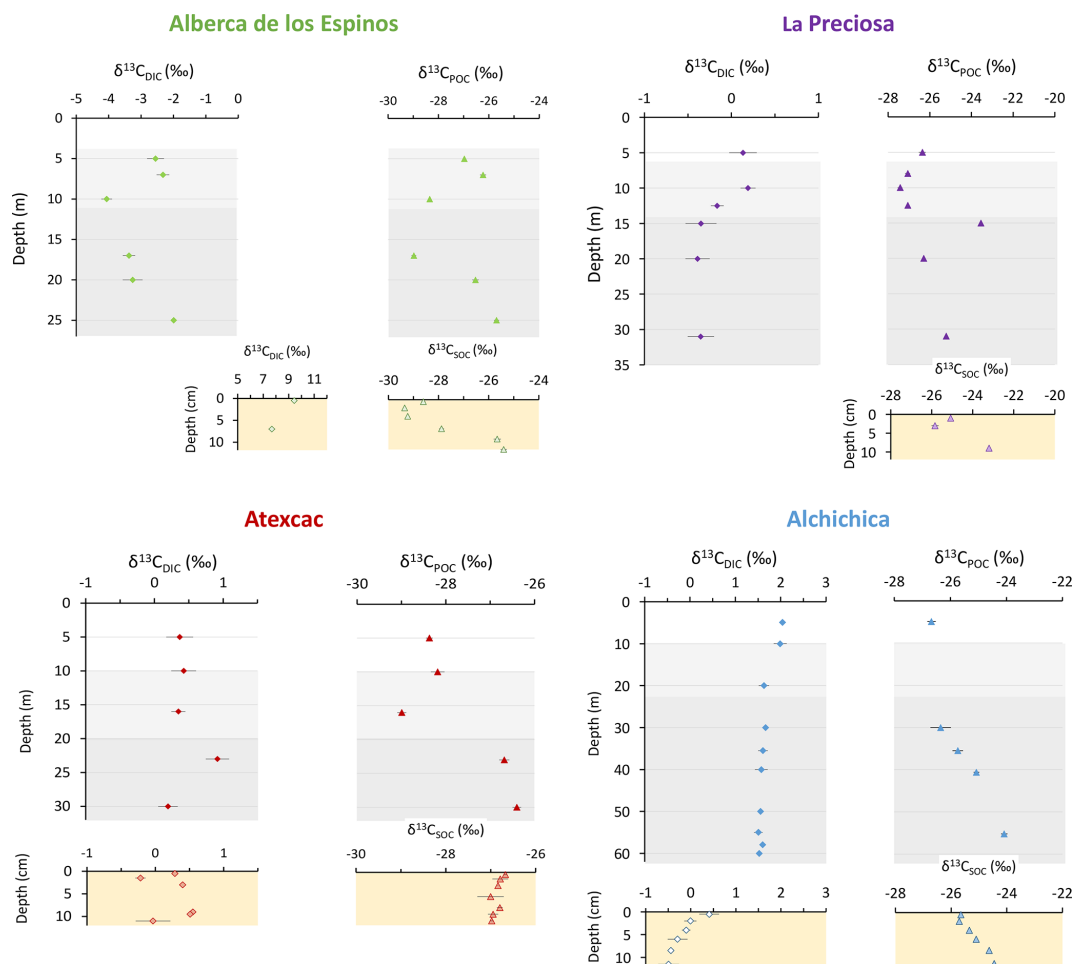 Alberca de los Espinos
δ13CDIC (‰)
δ13CPOC (‰)
-5 -4 -3 -2 -1 0
-30 -28 -26 -24
Depth (m)
0
5
10
15
20
25
δ13CDIC (‰)
5 7 9 11
Depth (cm)
0
5
10
δ13CSOC (‰)
-30 -28 -26 -24
La Preciosa
δ13CDIC (‰)
δ13CPOC (‰)
-1 0 1
-28 -26 -24 -22 -20
Depth (m)
0
5
10
15
20
25
30
35
δ13CSOC (‰)
-28 -26 -24 -22 -20
Depth (cm)
0
5
10
Atexcac
δ13CDIC (‰)
δ13CPOC (‰)
-1 0 1
-30 -28 -26
Depth (m)
0
5
10
15
20
25
30
δ13CSOC (‰)
-1 0 1
-30 -28 -26
Depth (cm)
0
5
10
Alchichica
δ13CDIC (‰)
δ13CPOC (‰)
-1 0 1 2 3
-28 -26 -24 -22
Depth (m)
0
10
20
30
40
50
60
δ13CSOC (‰)
-1 0 1 2 3
-28 -26 -24 -22
Depth (cm)
0
5
10